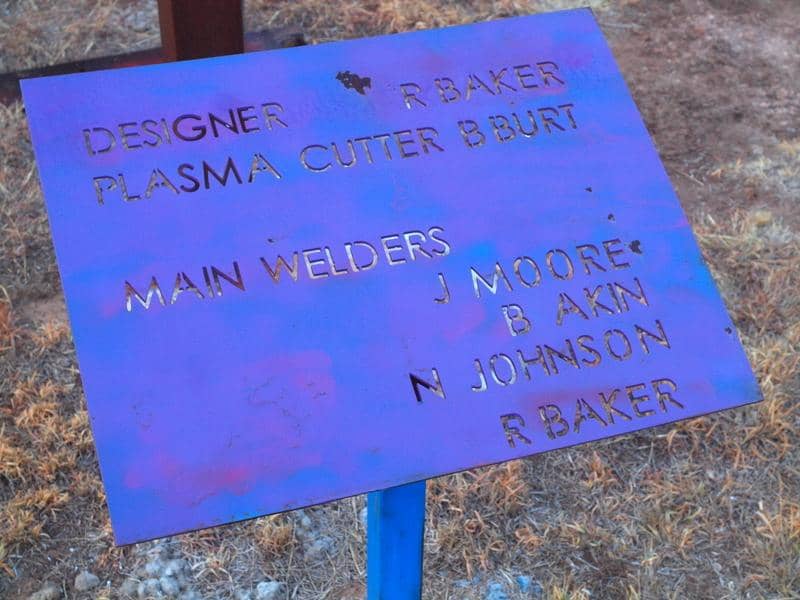 DESIGNER R BAKER
PLASMA CUTTER B BURT
MAIN WELDERS
J MOORE
B AKIN
N JOHNSON
R BAKER